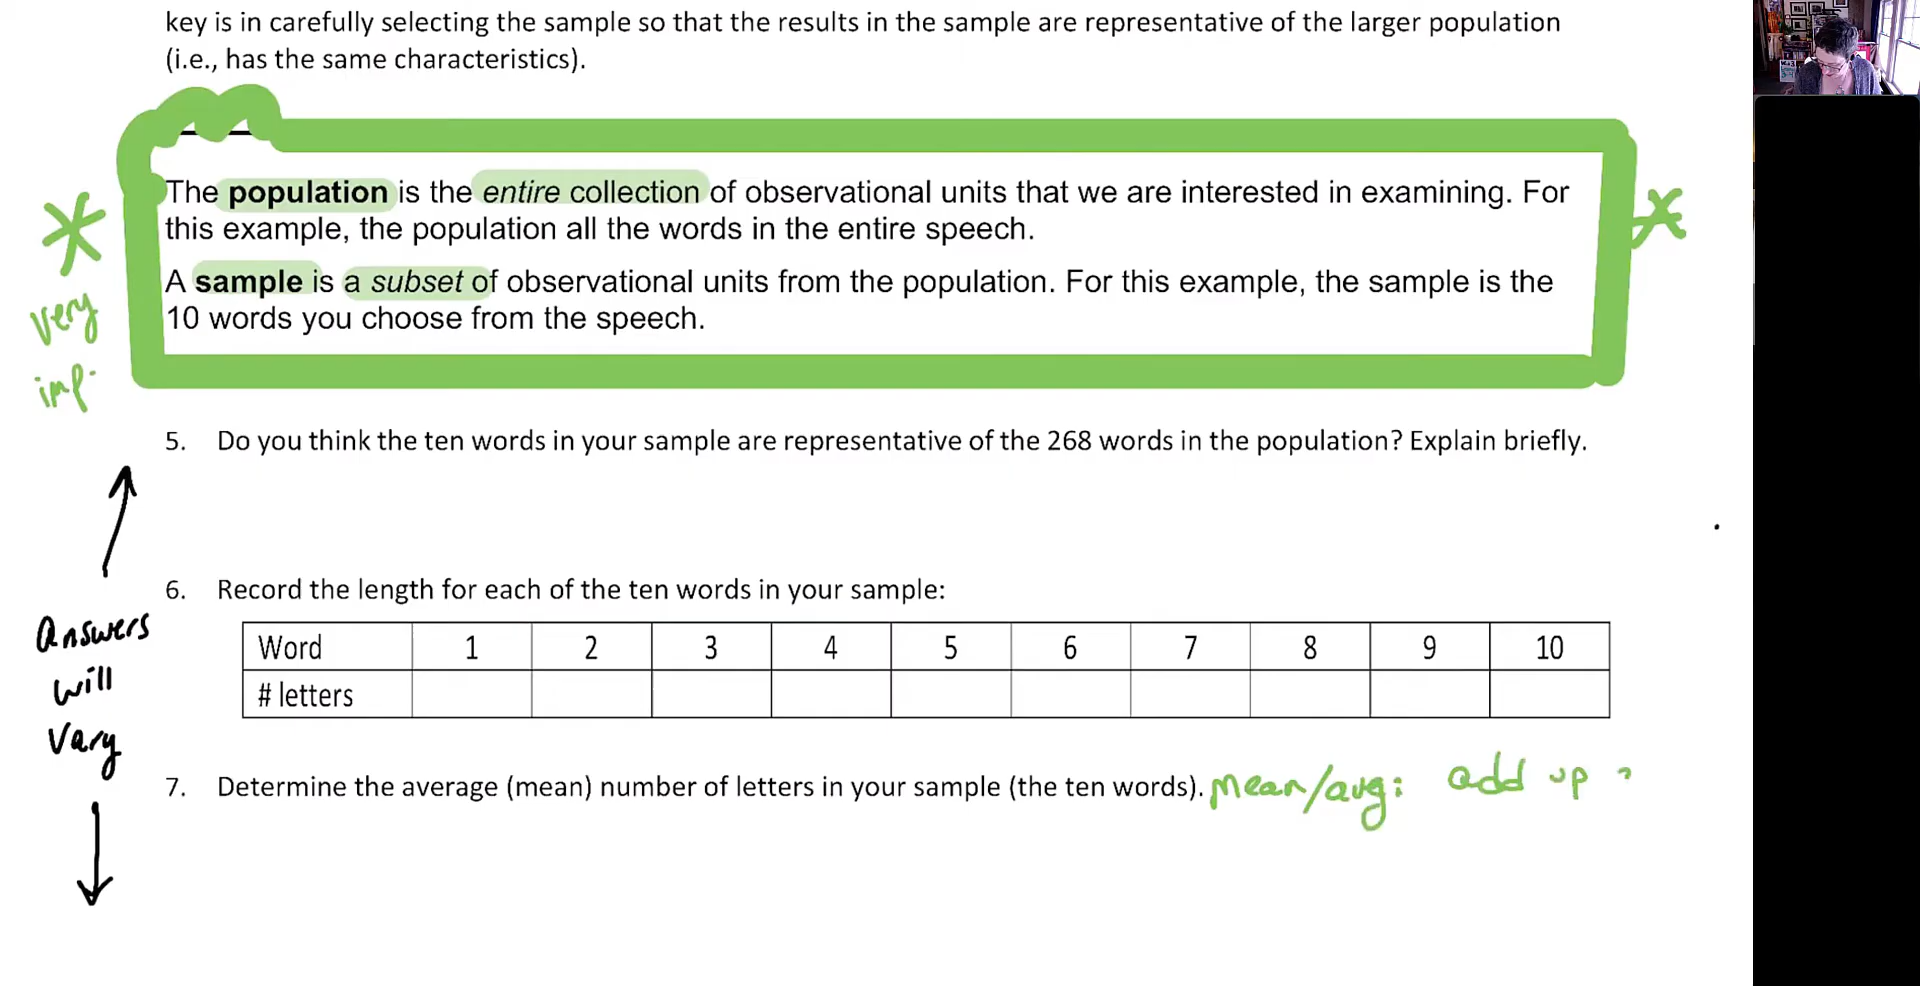 key is in carefully selecting the sample so that the results in the sample are representative of the larger population
(i.e., has the same characteristics).
The population is the entire collection of observational units that we are interested in examining. For
this example, the population all the words in the entire speech.
A sample is a subset of observational units from the population. For this example, the sample is the
10 words you choose from the speech.
very
imp.
5. Do you think the ten words in your sample are representative of the 268 words in the population? Explain briefly.
6. Record the length for each of the ten words in your sample:
Answers
will
vary
Word 1 2 3 4 5 6 7 8 9 10
# letters
7. Determine the average (mean) number of letters in your sample (the ten words). mean/avg: add up